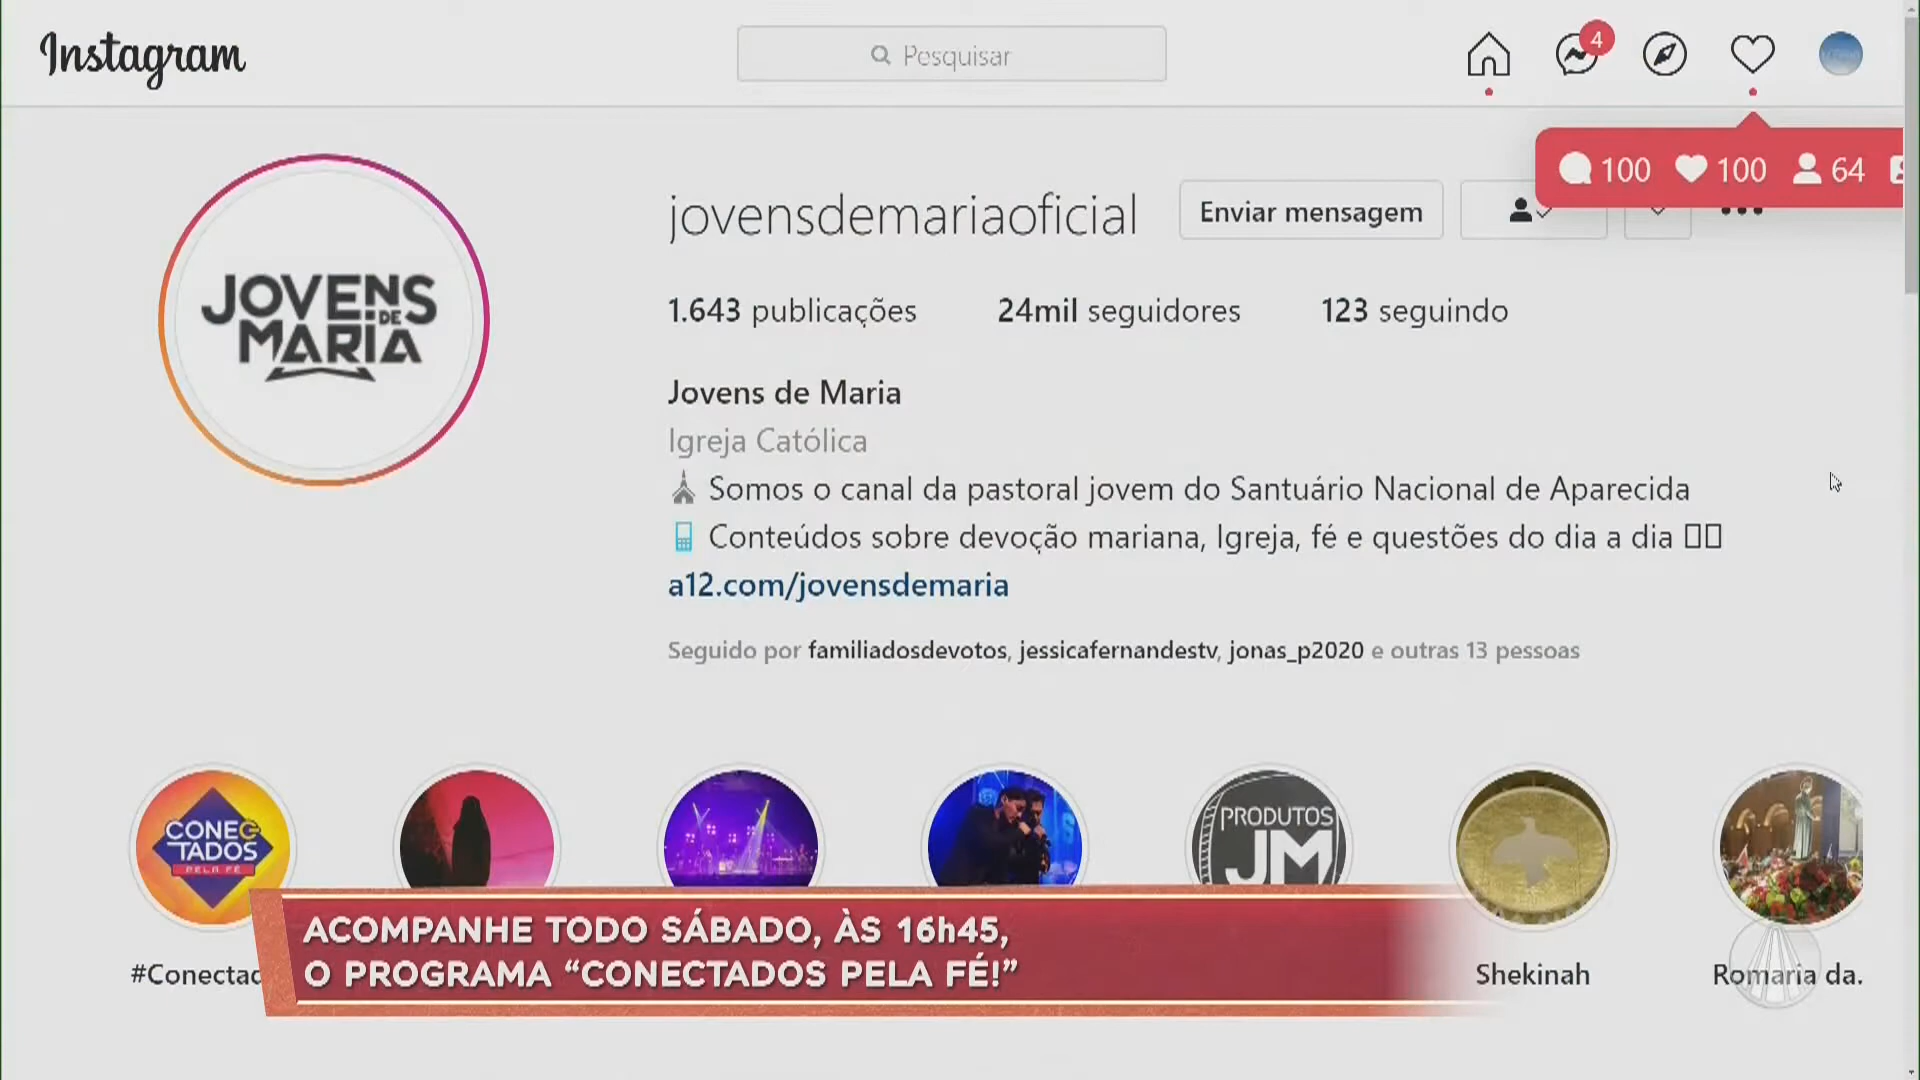 Instagram
Pesquisar
4
100 100 64
jovensdemariaoficial
Enviar mensagem
1.643 publicações 24mil seguidores 123 seguindo
JOVENS
DE
MARIA
Jovens de Maria
Igreja Católica
Somos o canal da pastoral jovem do Santuário Nacional de Aparecida
Conteúdos sobre devoção mariana, Igreja, fé e questões do dia a dia
a12.com/jovensdemaria
Seguido por familiadosdevotos, jessicafernandestv, jonas_p2020 e outras 13 pessoas
CONEC
TADOS
PELA FÉ
PRODUTOS
JM
#Conectad
Shekinah
Romaria da.
ACOMPANHE TODO SÁBADO, ÀS 16h45,
O PROGRAMA “CONECTADOS PELA FÉ!”